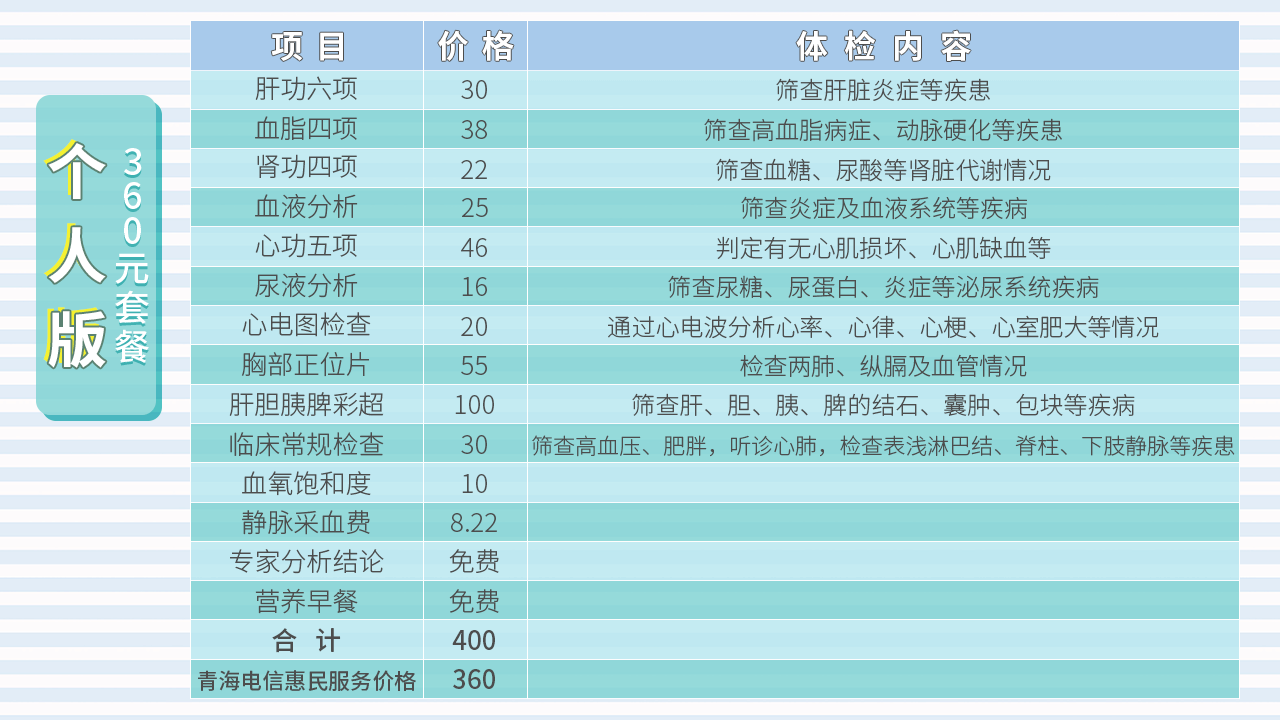 个人版
360元套餐
项目 价格 体检内容
肝功六项 30 筛查肝脏炎症等疾患
血脂四项 38 筛查高血脂病症、动脉硬化等疾患
肾功四项 22 筛查血糖、尿酸等肾脏代谢情况
血液分析 25 筛查炎症及血液系统等疾病
心功五项 46 判定有无心肌损坏、心肌缺血等
尿液分析 16 筛查尿糖、尿蛋白、炎症等泌尿系统疾病
心电图检查 20 通过心电波分析心率、心律、心梗、心室肥大等情况
胸部正位片 55 检查两肺、纵膈及血管情况
肝胆胰脾彩超 100 筛查肝、胆、胰、脾的结石、囊肿、包块等疾病
临床常规检查 30 筛查高血压、肥胖，听诊心肺，检查表浅淋巴结、脊柱、下肢静脉等疾患
血氧饱和度 10
静脉采血费 8.22
专家分析结论 免费
营养早餐 免费
合 计 400
青海电信惠民服务价格 360